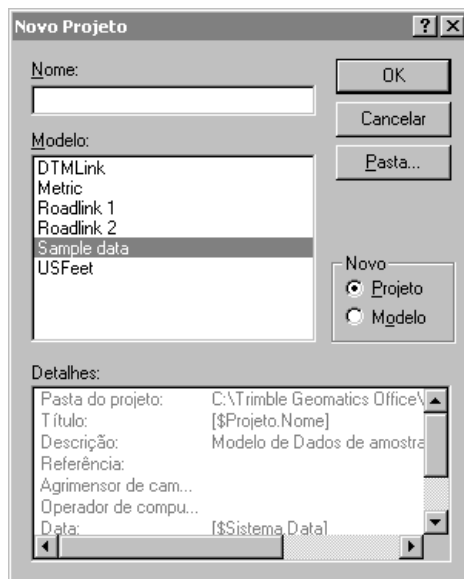 Novo Projeto
Nome:
OK
Cancelar
Modelo:
Pasta...
DTMLink
Metric
Roadlink 1
Roadlink 2
Sample data
USFeet
Novo
Projeto
Modelo
Detalhes:
Pasta do projeto: C:\Trimble Geomatics Office\
Título: [$Projeto.Nome]
Descrição: Modelo de Dados de amostra
Referência:
Agrimensor de cam...
Operador de compu...
Data: [$Sistema.Data]